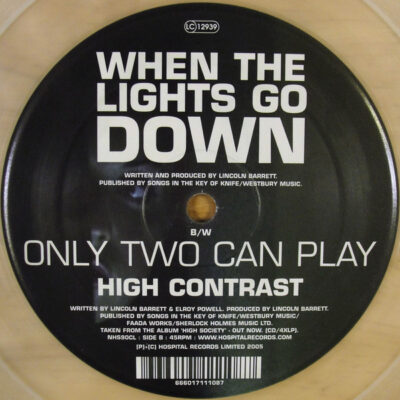 LC 12939
WHEN THE
LIGHTS GO
DOWN
WRITTEN AND PRODUCED BY LINCOLN BARRETT.
PUBLISHED BY SONGS IN THE KEY OF KNIFE/WESTBURY MUSIC.
B/W
ONLY TWO CAN PLAY
HIGH CONTRAST
WRITTEN BY LINCOLN BARRETT & ELROY POWELL. PRODUCED BY LINCOLN BARRETT.
PUBLISHED BY SONGS IN THE KEY OF KNIFE/WESTBURY MUSIC/
FAADA WORKS/SHERLOCK HOLMES MUSIC LTD.
TAKEN FROM THE ALBUM 'HIGH SOCIETY' - OUT NOW. (CD/4XLP).
NHS90CL : SIDE B : 45RPM : WWW.HOSPITALRECORDS.COM
(P)+(C) HOSPITAL RECORDS LIMITED 2005
666017111087